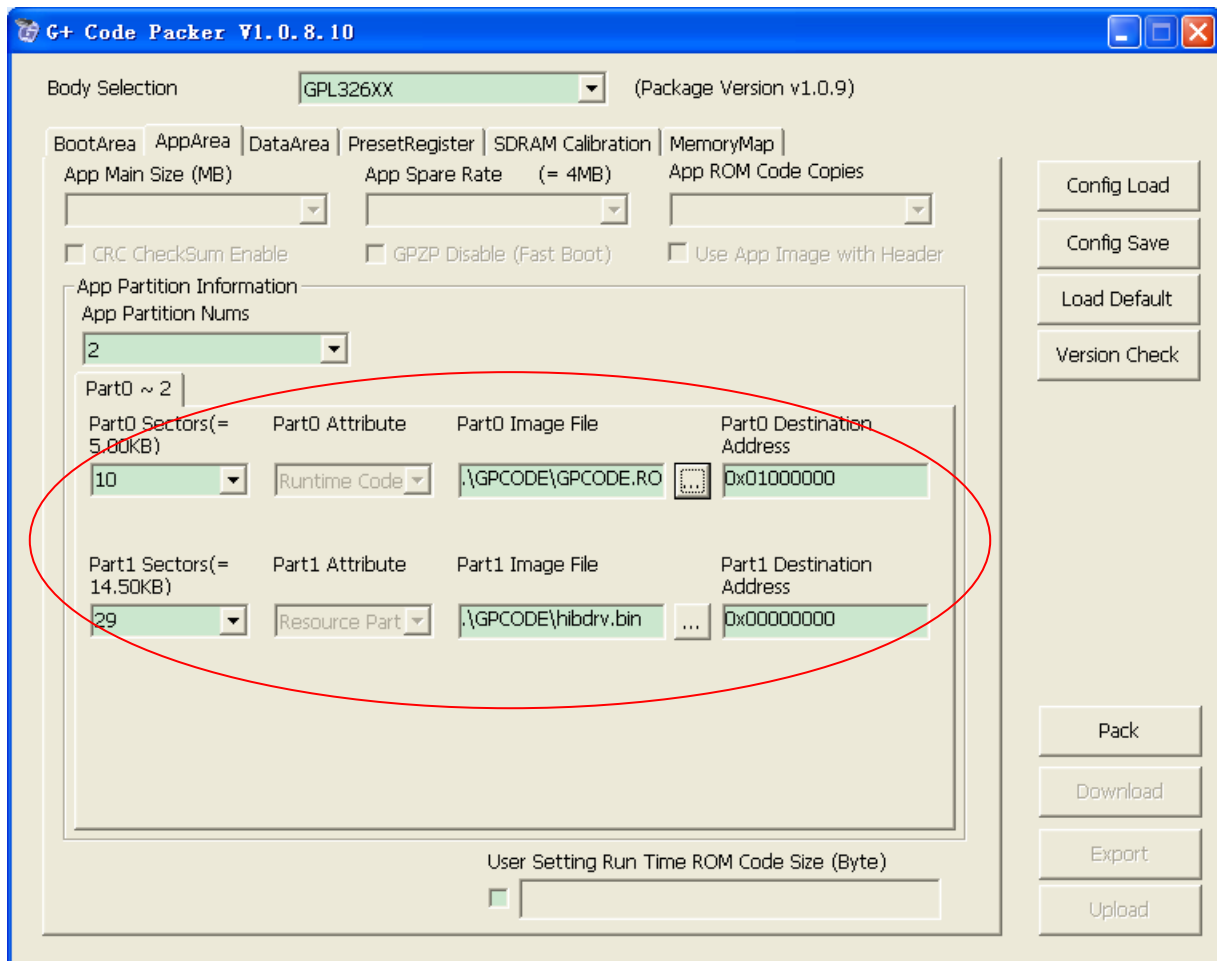 G+ Code Packer V1.0.8.10
Body Selection
GPL326XX
(Package Version v1.0.9)
BootArea AppArea DataArea PresetRegister SDRAM Calibration MemoryMap
App Main Size (MB)
App Spare Rate (= 4MB)
App ROM Code Copies
CRC CheckSum Enable
GPZP Disable (Fast Boot)
Use App Image with Header
App Partition Information
App Partition Nums
2
Part0 ~ 2
Part0 Sectors(=
5.00KB)
Part0 Attribute
Part0 Image File
Part0 Destination
Address
10
Runtime Code
.\GPCODE\GPCODE.RO
...
0x01000000
Part1 Sectors(=
14.50KB)
Part1 Attribute
Part1 Image File
Part1 Destination
Address
29
Resource Part
.\GPCODE\hibdrv.bin
...
0x00000000
User Setting Run Time ROM Code Size (Byte)
Config Load
Config Save
Load Default
Version Check
Pack
Download
Export
Upload